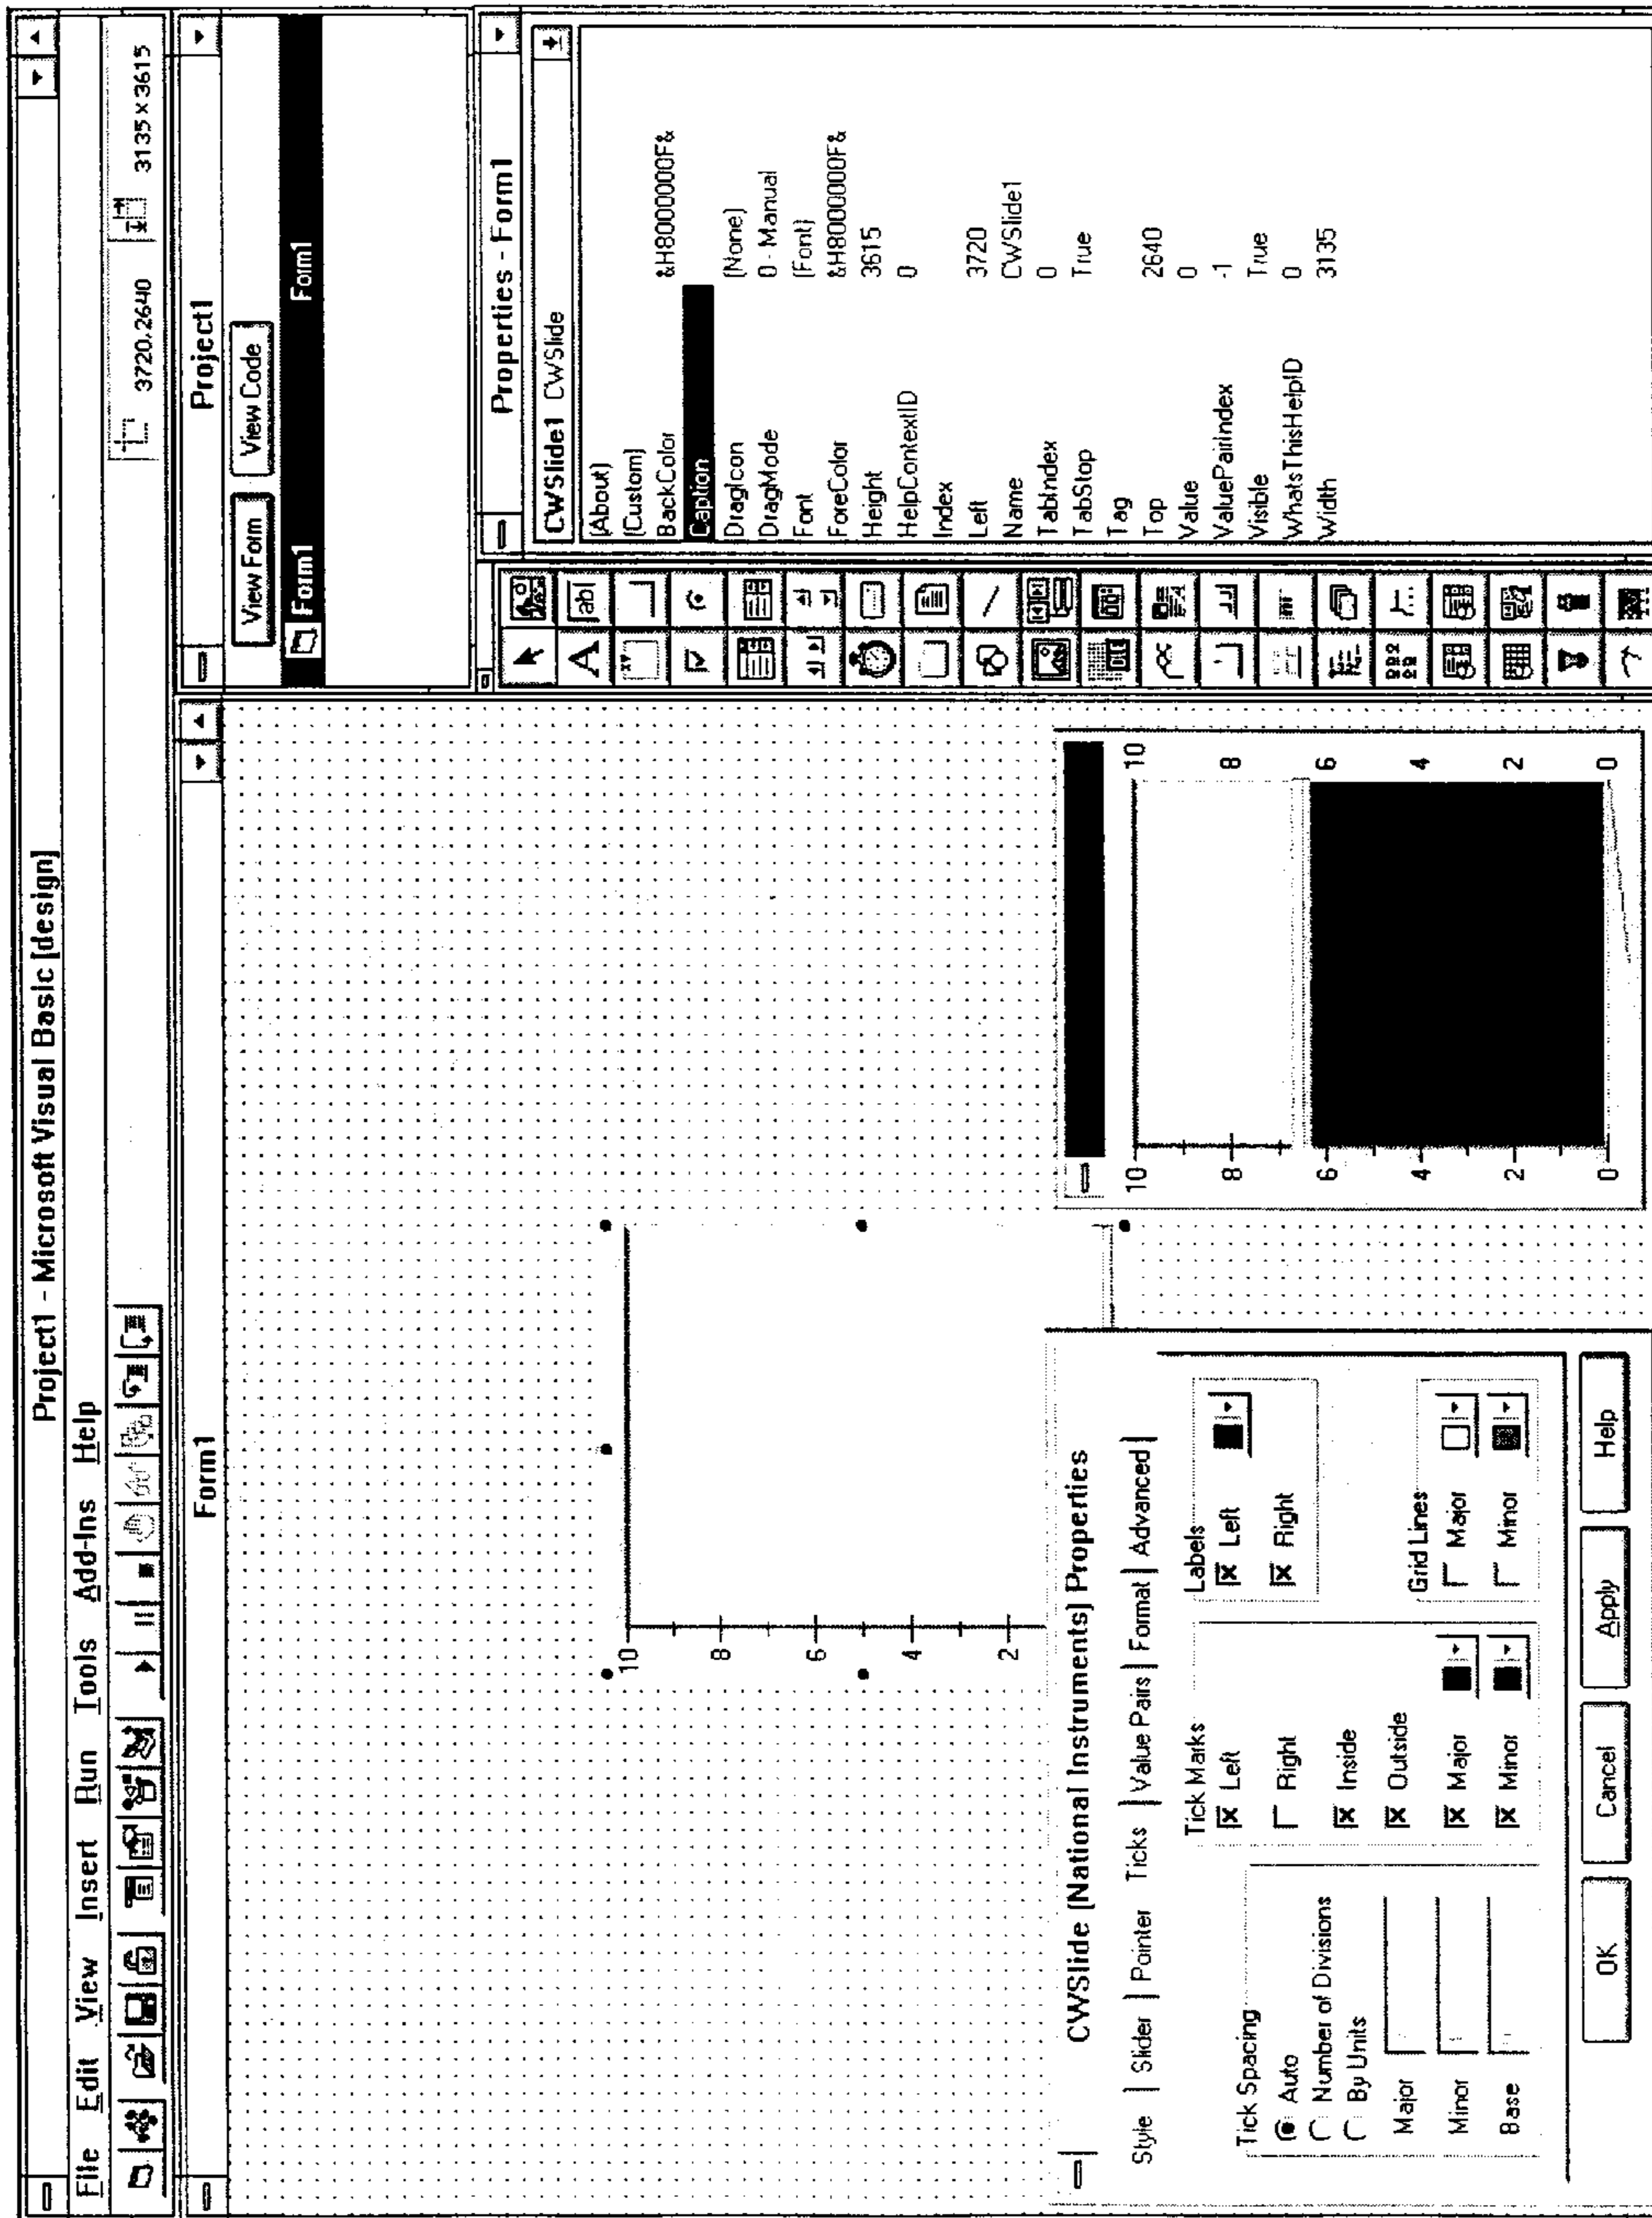 Project1 - Microsoft Visual Basic [design]
File Edit View Insert Run Tools Add-Ins Help
3720,2640 3135 x 3615
Form1
10
8
6
4
2
Project1
View Form View Code
Form1 Form1
Properties - Form1
CWSlide1 CWSlide
(About)
(Custom)
BackColor &H8000000F&
Caption
DragIcon (None)
DragMode 0 - Manual
Font (Font)
ForeColor &H8000000F&
Height 3615
HelpContextID 0
Index
Left 3720
Name CWSlide1
TabIndex 0
TabStop True
Tag
Top 2640
Value 0
ValuePairIndex -1
Visible True
WhatsThisHelpID 0
Width 3135
A ab
CWSlide (National Instruments) Properties
Style Slider Pointer Ticks Value Pairs Format Advanced
Tick Spacing
Auto
Number of Divisions
By Units
Major
Minor
Base
Tick Marks
Left
Right
Inside
Outside
Major
Minor
Labels
Left
Right
Grid Lines
Major
Minor
OK Cancel Apply Help
10 10
8 8
6 6
4 4
2 2
0 0